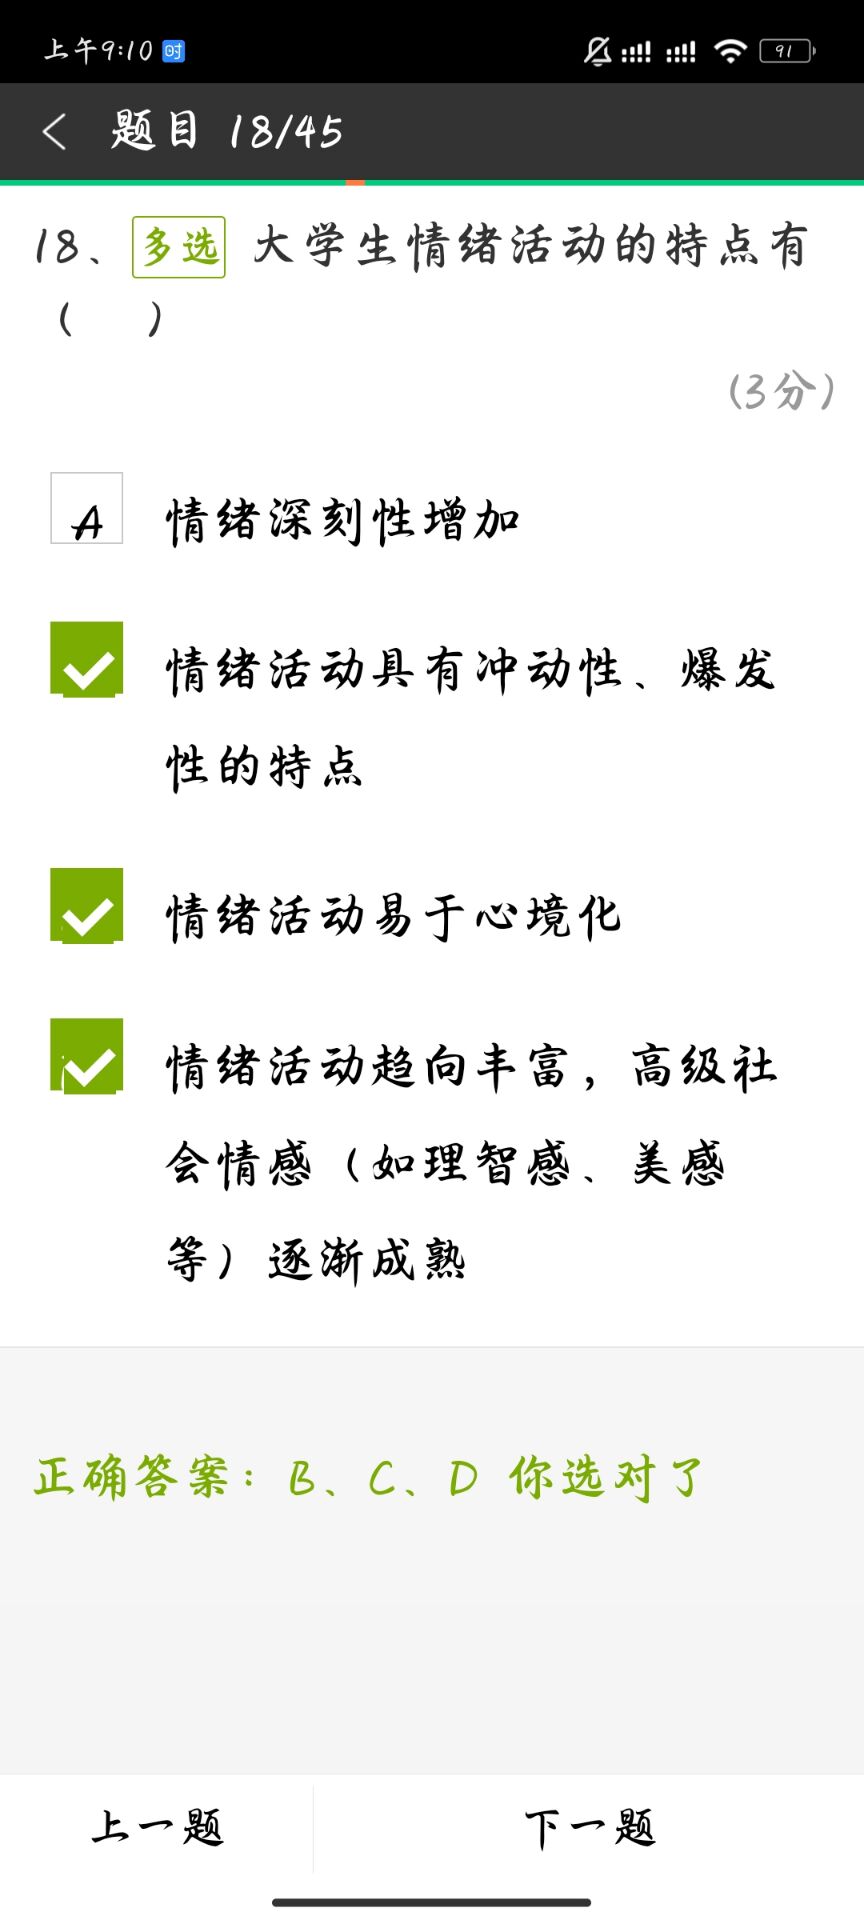 上午9:10 时 91
题目 18/45
18、多选 大学生情绪活动的特点有
（ ）
(3分)
A 情绪深刻性增加
情绪活动具有冲动性、爆发
性的特点
情绪活动易于心境化
情绪活动趋向丰富，高级社
会情感（如理智感、美感
等）逐渐成熟
正确答案：B、C、D 你选对了
上一题 下一题